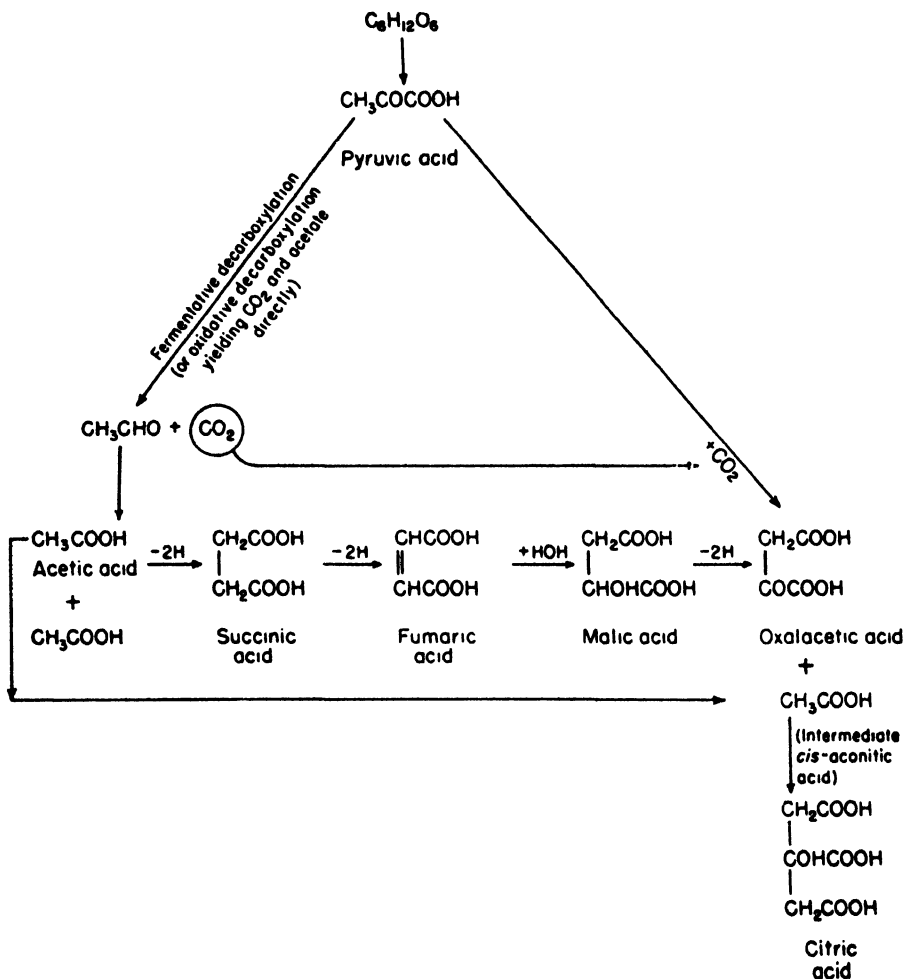 C₆H₁₂O₆
CH₃COCOOH
Pyruvic acid
Fermentative decarboxylation
(or oxidative decarboxylation
yielding CO₂ and acetate
directly)
CH₃CHO + CO₂
+CO₂
CH₃COOH -2H CH₂COOH -2H CHCOOH +HOH CH₂COOH -2H CH₂COOH
Acetic acid CH₂COOH CHCOOH CHOHCOOH COCOOH
+
CH₃COOH Succinic Fumaric Malic acid Oxalacetic acid
acid acid +
CH₃COOH
(Intermediate
cis-aconitic
acid)
CH₂COOH
COHCOOH
CH₂COOH
Citric
acid